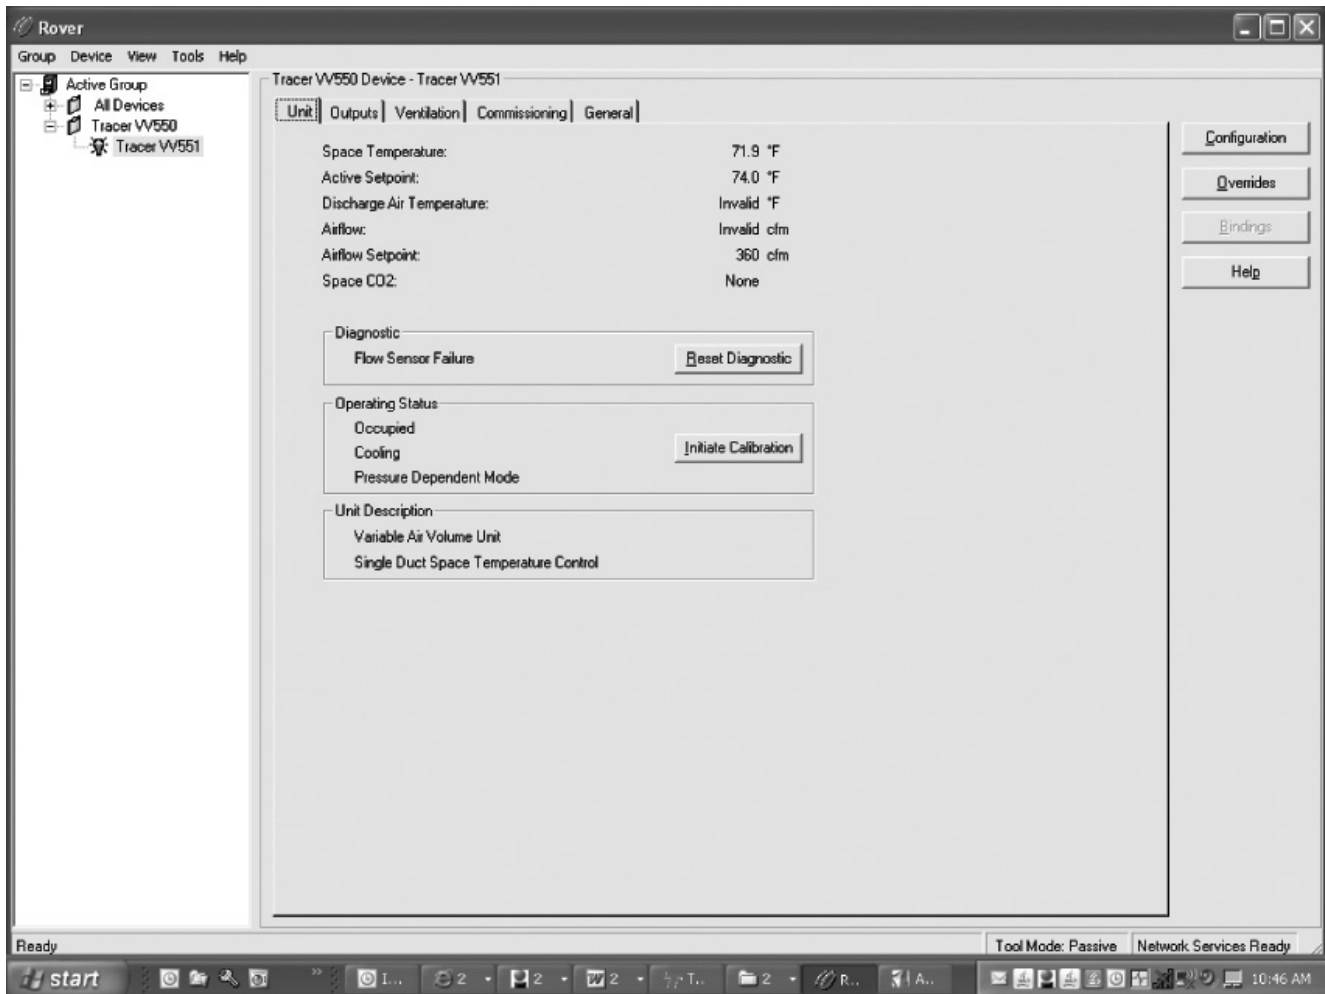 Rover
Group Device View Tools Help
Active Group
All Devices
Tracer VV550
Tracer VV551
Tracer VV550 Device - Tracer VV551
Unit Outputs Ventilation Commissioning General
Space Temperature: 71.9 °F
Active Setpoint: 74.0 °F
Discharge Air Temperature: Invalid °F
Airflow: Invalid cfm
Airflow Setpoint: 360 cfm
Space CO2: None
Diagnostic
Flow Sensor Failure Reset Diagnostic
Operating Status
Occupied
Cooling
Pressure Dependent Mode
Initiate Calibration
Unit Description
Variable Air Volume Unit
Single Duct Space Temperature Control
Configuration
Overrides
Bindings
Help
Ready Tool Mode: Passive Network Services Ready
start » I... 2 2 2 T... 2 R... A... 10:46 AM